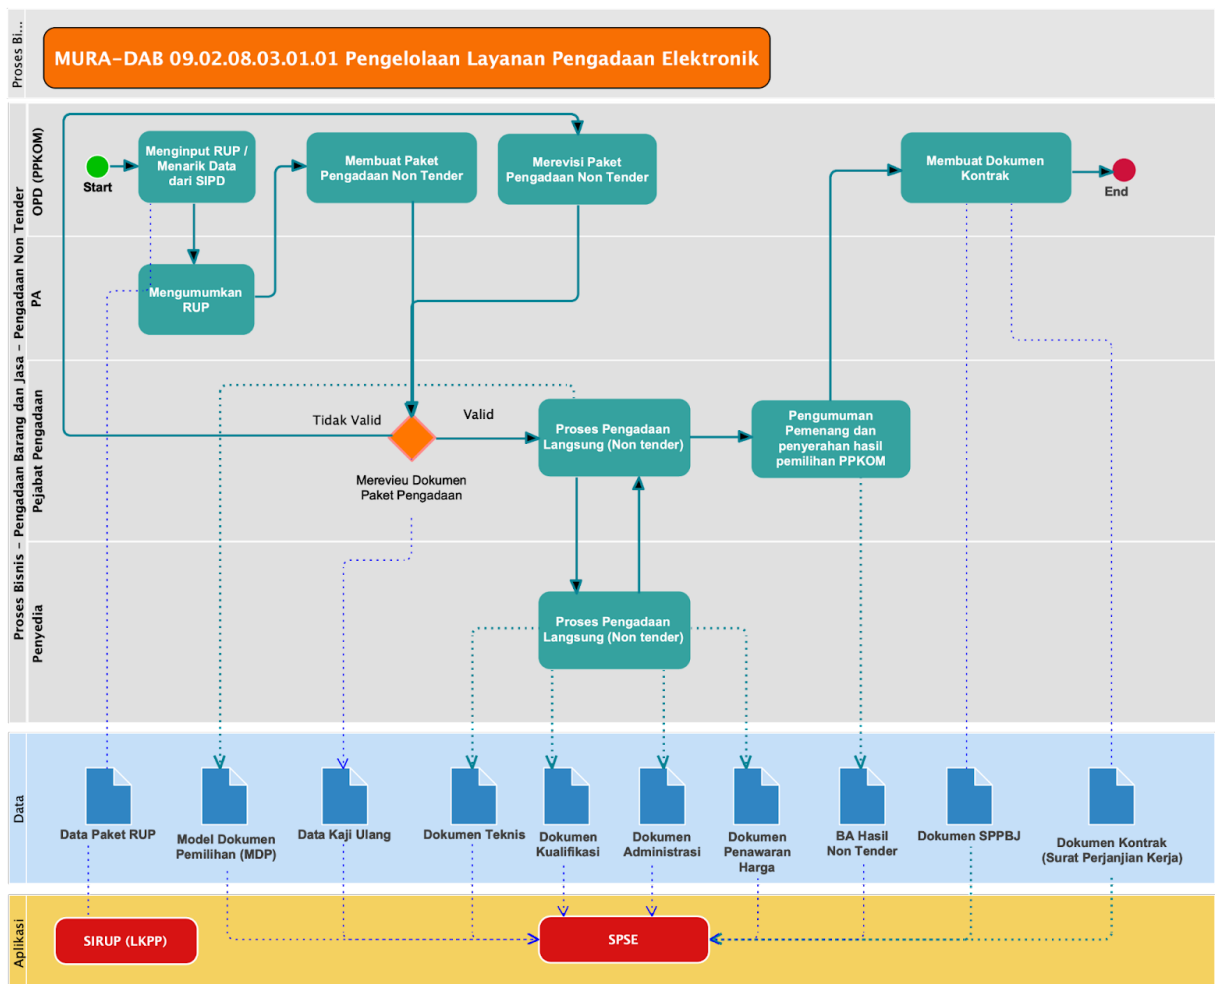 Proses Bi...
MURA-DAB 09.02.08.03.01.01 Pengelolaan Layanan Pengadaan Elektronik
Proses Bisnis - Pengadaan Barang dan Jasa - Pengadaan Non Tender
OPD (PPKOM)
Start
Menginput RUP /
Menarik Data
dari SIPD
Membuat Paket
Pengadaan Non Tender
Merevisi Paket
Pengadaan Non Tender
Membuat Dokumen
Kontrak
End
PA
Mengumumkan
RUP
Pejabat Pengadaan
Tidak Valid
Valid
Merevieu Dokumen
Paket Pengadaan
Proses Pengadaan
Langsung (Non tender)
Pengumuman
Pemenang dan
penyerahan hasil
pemilihan PPKOM
Penyedia
Proses Pengadaan
Langsung (Non tender)
Data
Data Paket RUP
Model Dokumen
Pemilihan (MDP)
Data Kaji Ulang
Dokumen Teknis
Dokumen
Kualifikasi
Dokumen
Administrasi
Dokumen
Penawaran
Harga
BA Hasil
Non Tender
Dokumen SPPBJ
Dokumen Kontrak
(Surat Perjanjian Kerja)
Aplikasi
SIRUP (LKPP)
SPSE